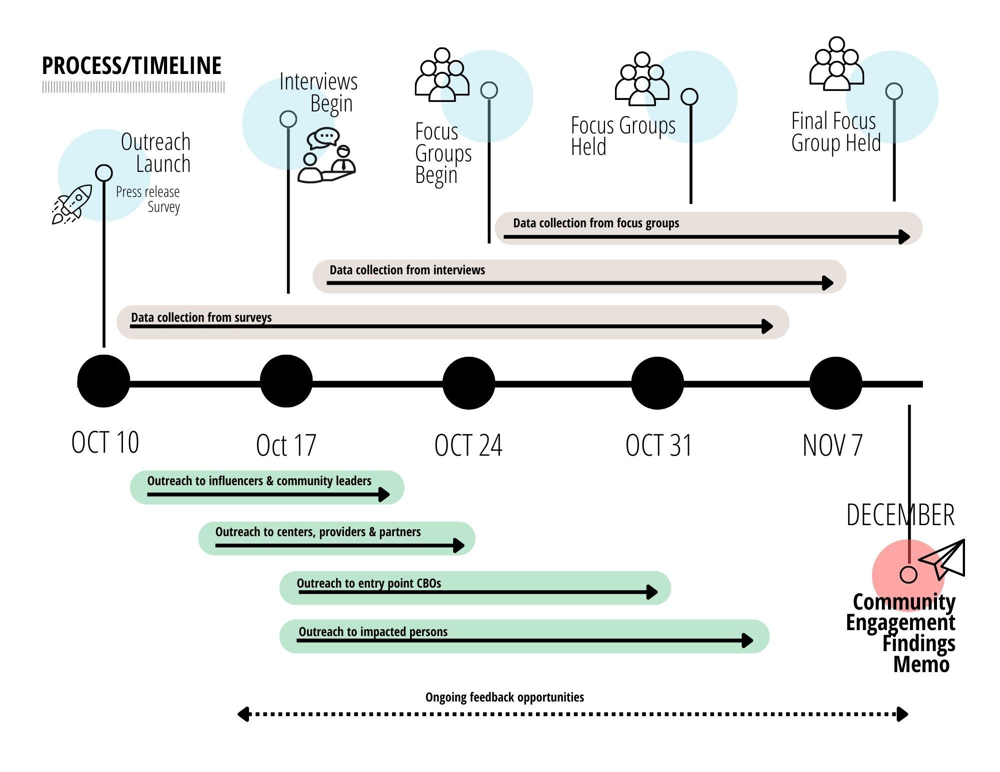 PROCESS/TIMELINE
Outreach
Launch
Press release
Survey
Interviews
Begin
Focus
Groups
Begin
Focus Groups
Held
Final Focus
Group Held
Data collection from focus groups
Data collection from interviews
Data collection from surveys
OCT 10
Oct 17
OCT 24
OCT 31
NOV 7
Outreach to influencers & community leaders
Outreach to centers, providers & partners
Outreach to entry point CBOs
Outreach to impacted persons
DECEMBER
Community
Engagement
Findings
Memo
Ongoing feedback opportunities